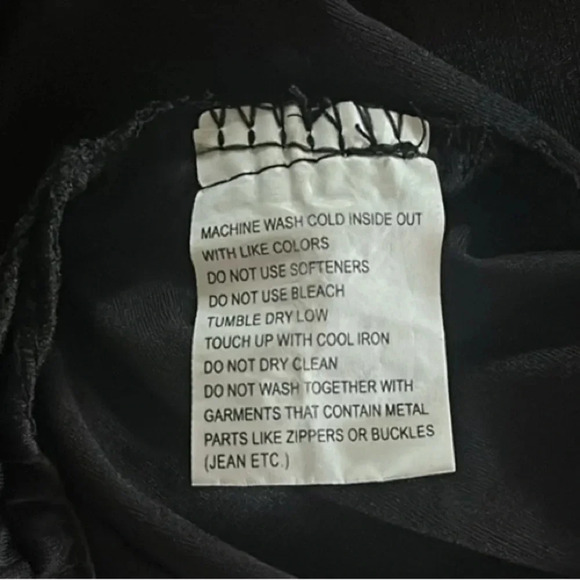 MACHINE WASH COLD INSIDE OUT
WITH LIKE COLORS
DO NOT USE SOFTENERS
DO NOT USE BLEACH
TUMBLE DRY LOW
TOUCH UP WITH COOL IRON
DO NOT DRY CLEAN
DO NOT WASH TOGETHER WITH
GARMENTS THAT CONTAIN METAL
PARTS LIKE ZIPPERS OR BUCKLES
(JEAN ETC.)